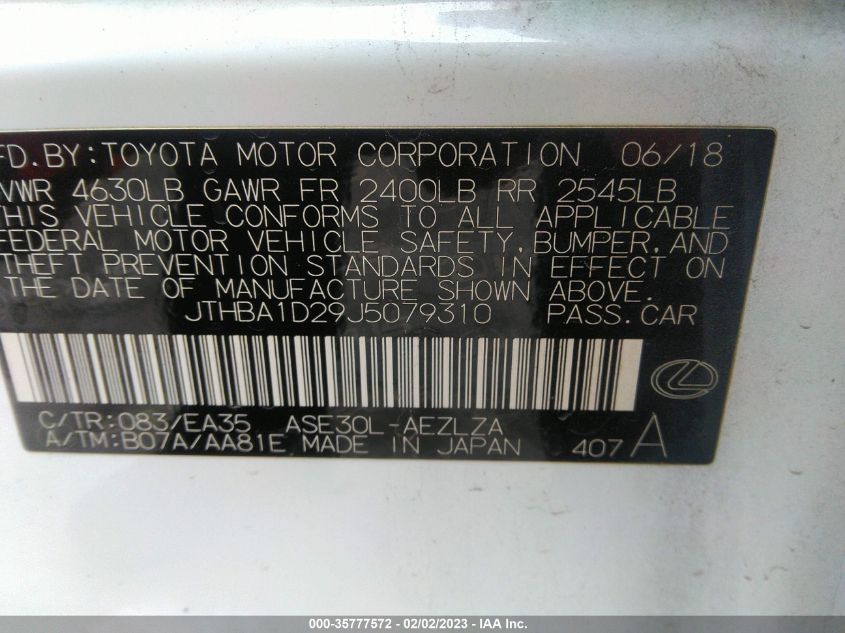 FD. BY: TOYOTA MOTOR CORPORATION 06/18
VWR 4630LB GAWR FR 2400LB RR 2545LB
THIS VEHICLE CONFORMS TO ALL APPLICABLE
FEDERAL MOTOR VEHICLE SAFETY, BUMPER, AND
THEFT PREVENTION STANDARDS IN EFFECT ON
THE DATE OF MANUFACTURE SHOWN ABOVE.
JTHBA1D29J5079310 PASS. CAR
C/TR: 083/EA35 ASE30L-AEZLZA
A/TM: B07A/AA81E MADE IN JAPAN 407 A
000-35777572 / 02/02/2023 - IAA Inc.